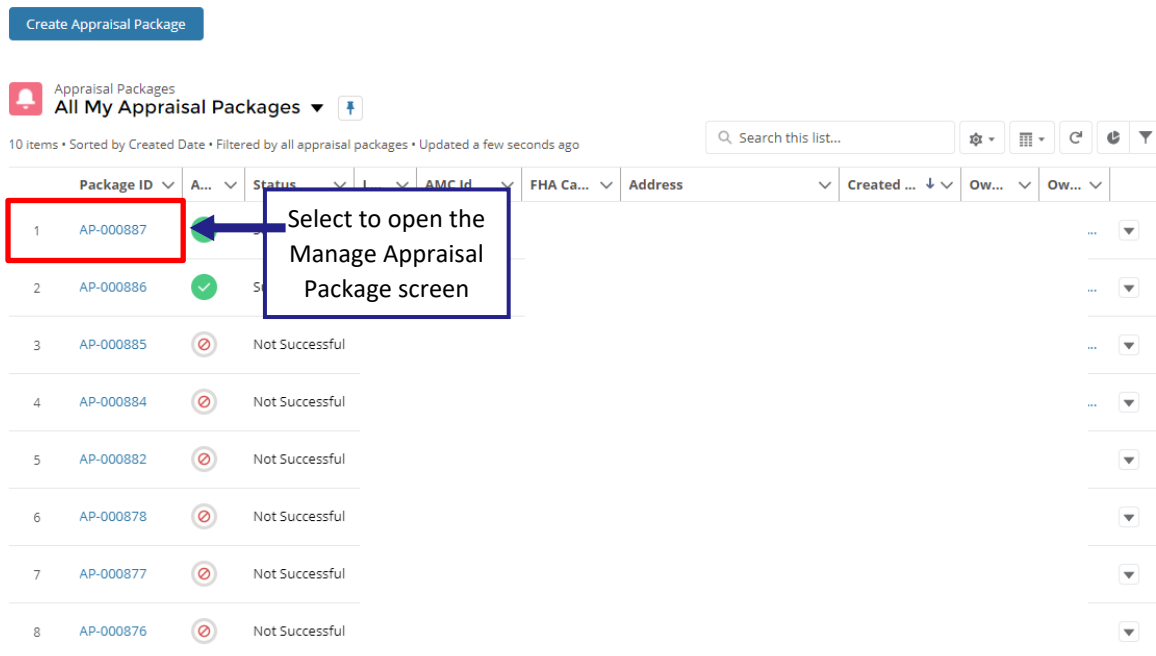 Create Appraisal Package
Appraisal Packages
All My Appraisal Packages
10 items • Sorted by Created Date • Filtered by all appraisal packages • Updated a few seconds ago
Search this list...
Package ID A... Status L... AMC Id FHA Ca... Address Created ... Ow... Ow...
Select to open the
Manage Appraisal
Package screen
1 AP-000887 ...
2 AP-000886 ...
3 AP-000885 Not Successful ...
4 AP-000884 Not Successful ...
5 AP-000882 Not Successful
6 AP-000878 Not Successful
7 AP-000877 Not Successful
8 AP-000876 Not Successful